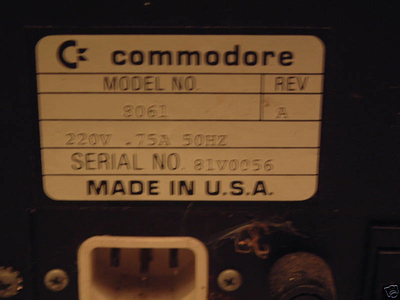 commodore
MODEL NO. REV
8061 A
220V .75A 50HZ
SERIAL NO. 81V0056
MADE IN U.S.A.